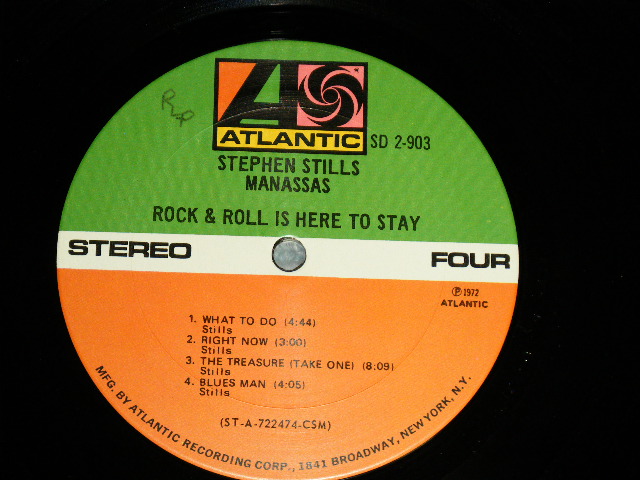 ATLANTIC
SD 2-903
STEPHEN STILLS
MANASSAS
ROCK & ROLL IS HERE TO STAY
STEREO
FOUR
℗ 1972
ATLANTIC
1. WHAT TO DO (4:44)
Stills
2. RIGHT NOW (3:00)
Stills
3. THE TREASURE (TAKE ONE) (8:09)
Stills
4. BLUES MAN (4:05)
Stills
(ST-A-722474-CSM)
MFG. BY ATLANTIC RECORDING CORP., 1841 BROADWAY, NEW YORK, N.Y.